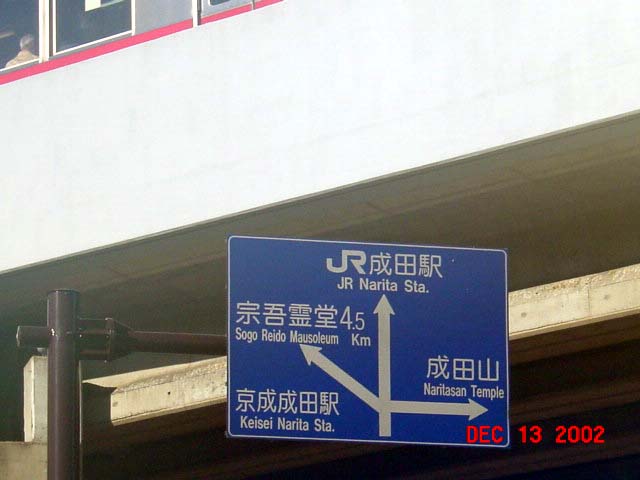 JR成田駅
JR Narita Sta.
宗吾霊堂4.5
Sogo Reido Mausoleum Km
成田山
Naritasan Temple
京成成田駅
Keisei Narita Sta.
DEC 13 2002